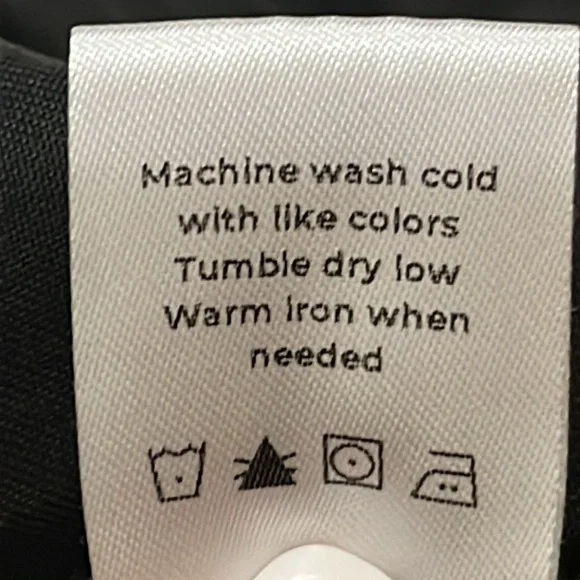 Machine wash cold
with like colors
Tumble dry low
Warm iron when
needed